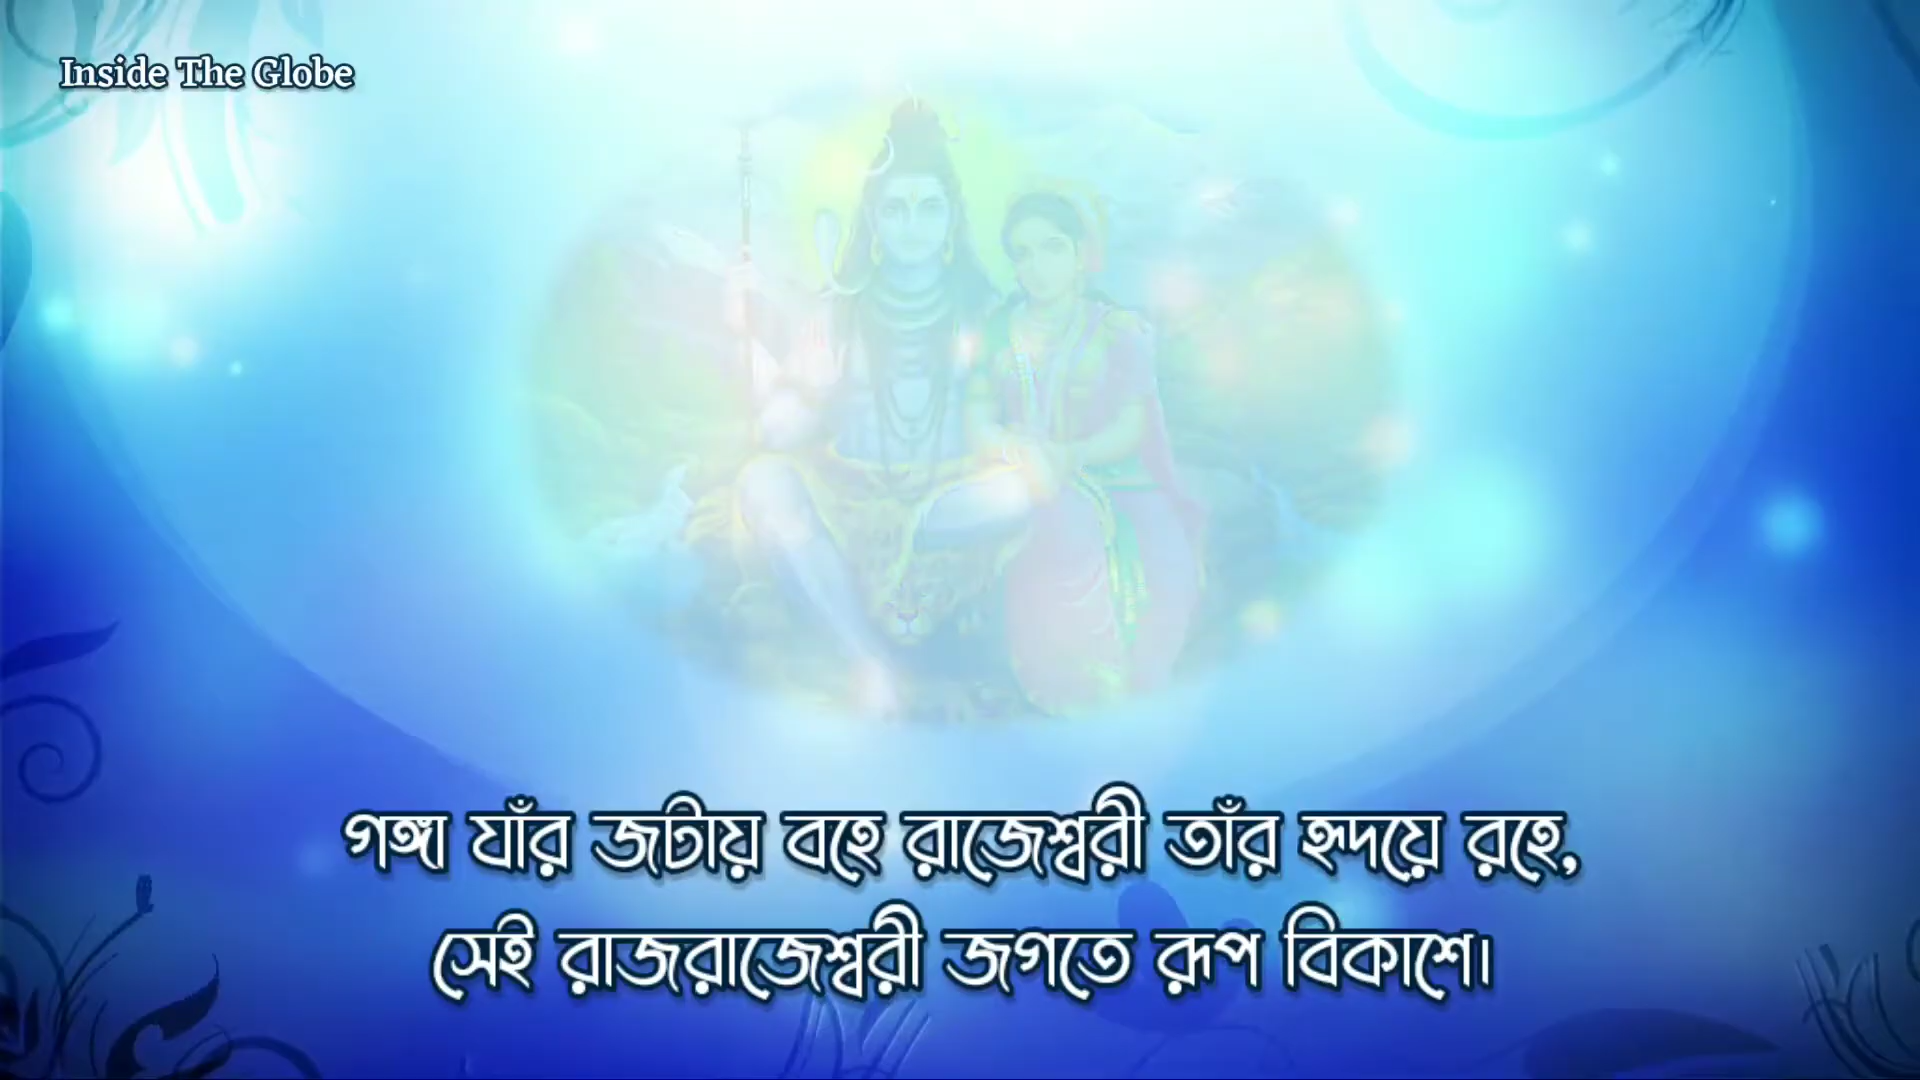 Inside The Globe
গঙ্গা যাঁর জটায় বহে রাজেশ্বরী তাঁর হৃদয়ে রহে,
সেই রাজরাজেশ্বরী জগতে রূপ বিকাশে।